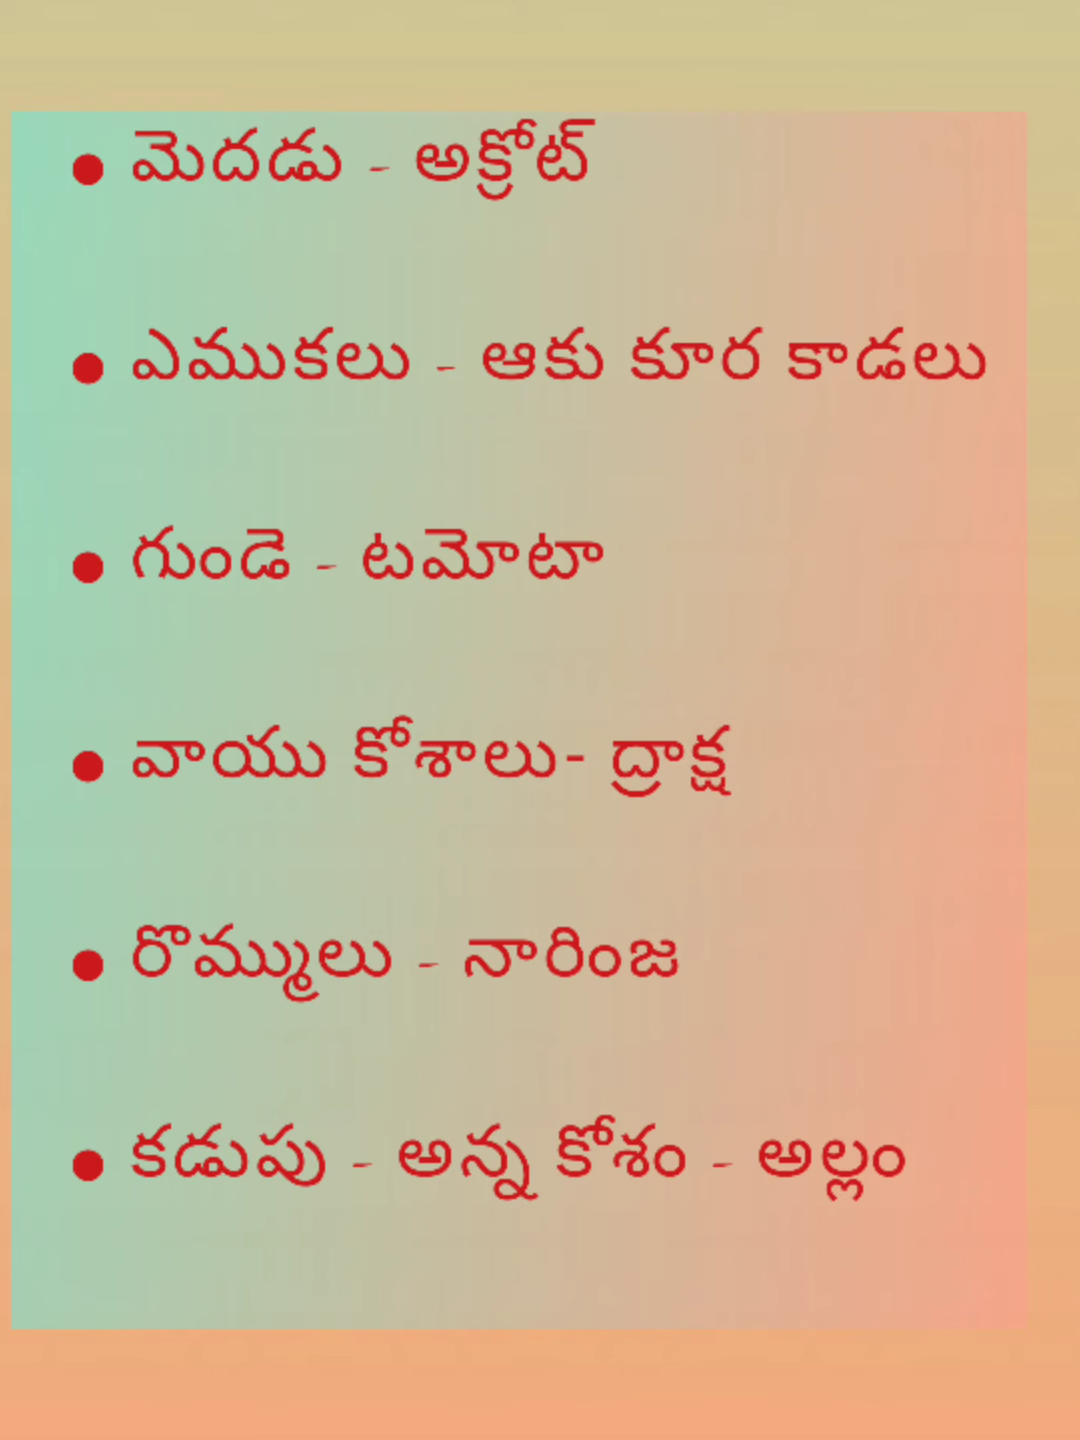 • మెదడు - అక్రోట్
• ఎముకలు - ఆకు కూర కాడలు
• గుండె - టమోటా
• వాయు కోశాలు- ద్రాక్ష
• రొమ్ములు - నారింజ
• కడుపు - అన్న కోశం - అల్లం